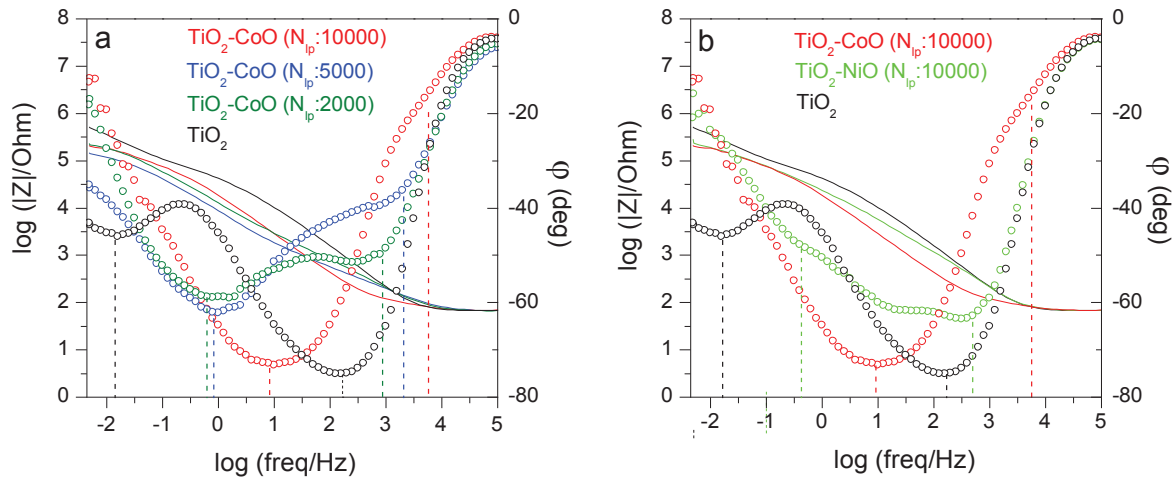 a
TiO2-CoO (Nlp:10000)
TiO2-CoO (Nlp:5000)
TiO2-CoO (Nlp:2000)
TiO2
8
7
6
5
4
3
2
1
0
log (|Z|/Ohm)
0
-20
-40
-60
-80
φ (deg)
-2 -1 0 1 2 3 4 5
log (freq/Hz)
b
TiO2-CoO (Nlp:10000)
TiO2-NiO (Nlp:10000)
TiO2
8
7
6
5
4
3
2
1
0
log (|Z|/Ohm)
0
-20
-40
-60
-80
φ (deg)
-2 -1 0 1 2 3 4 5
log (freq/Hz)